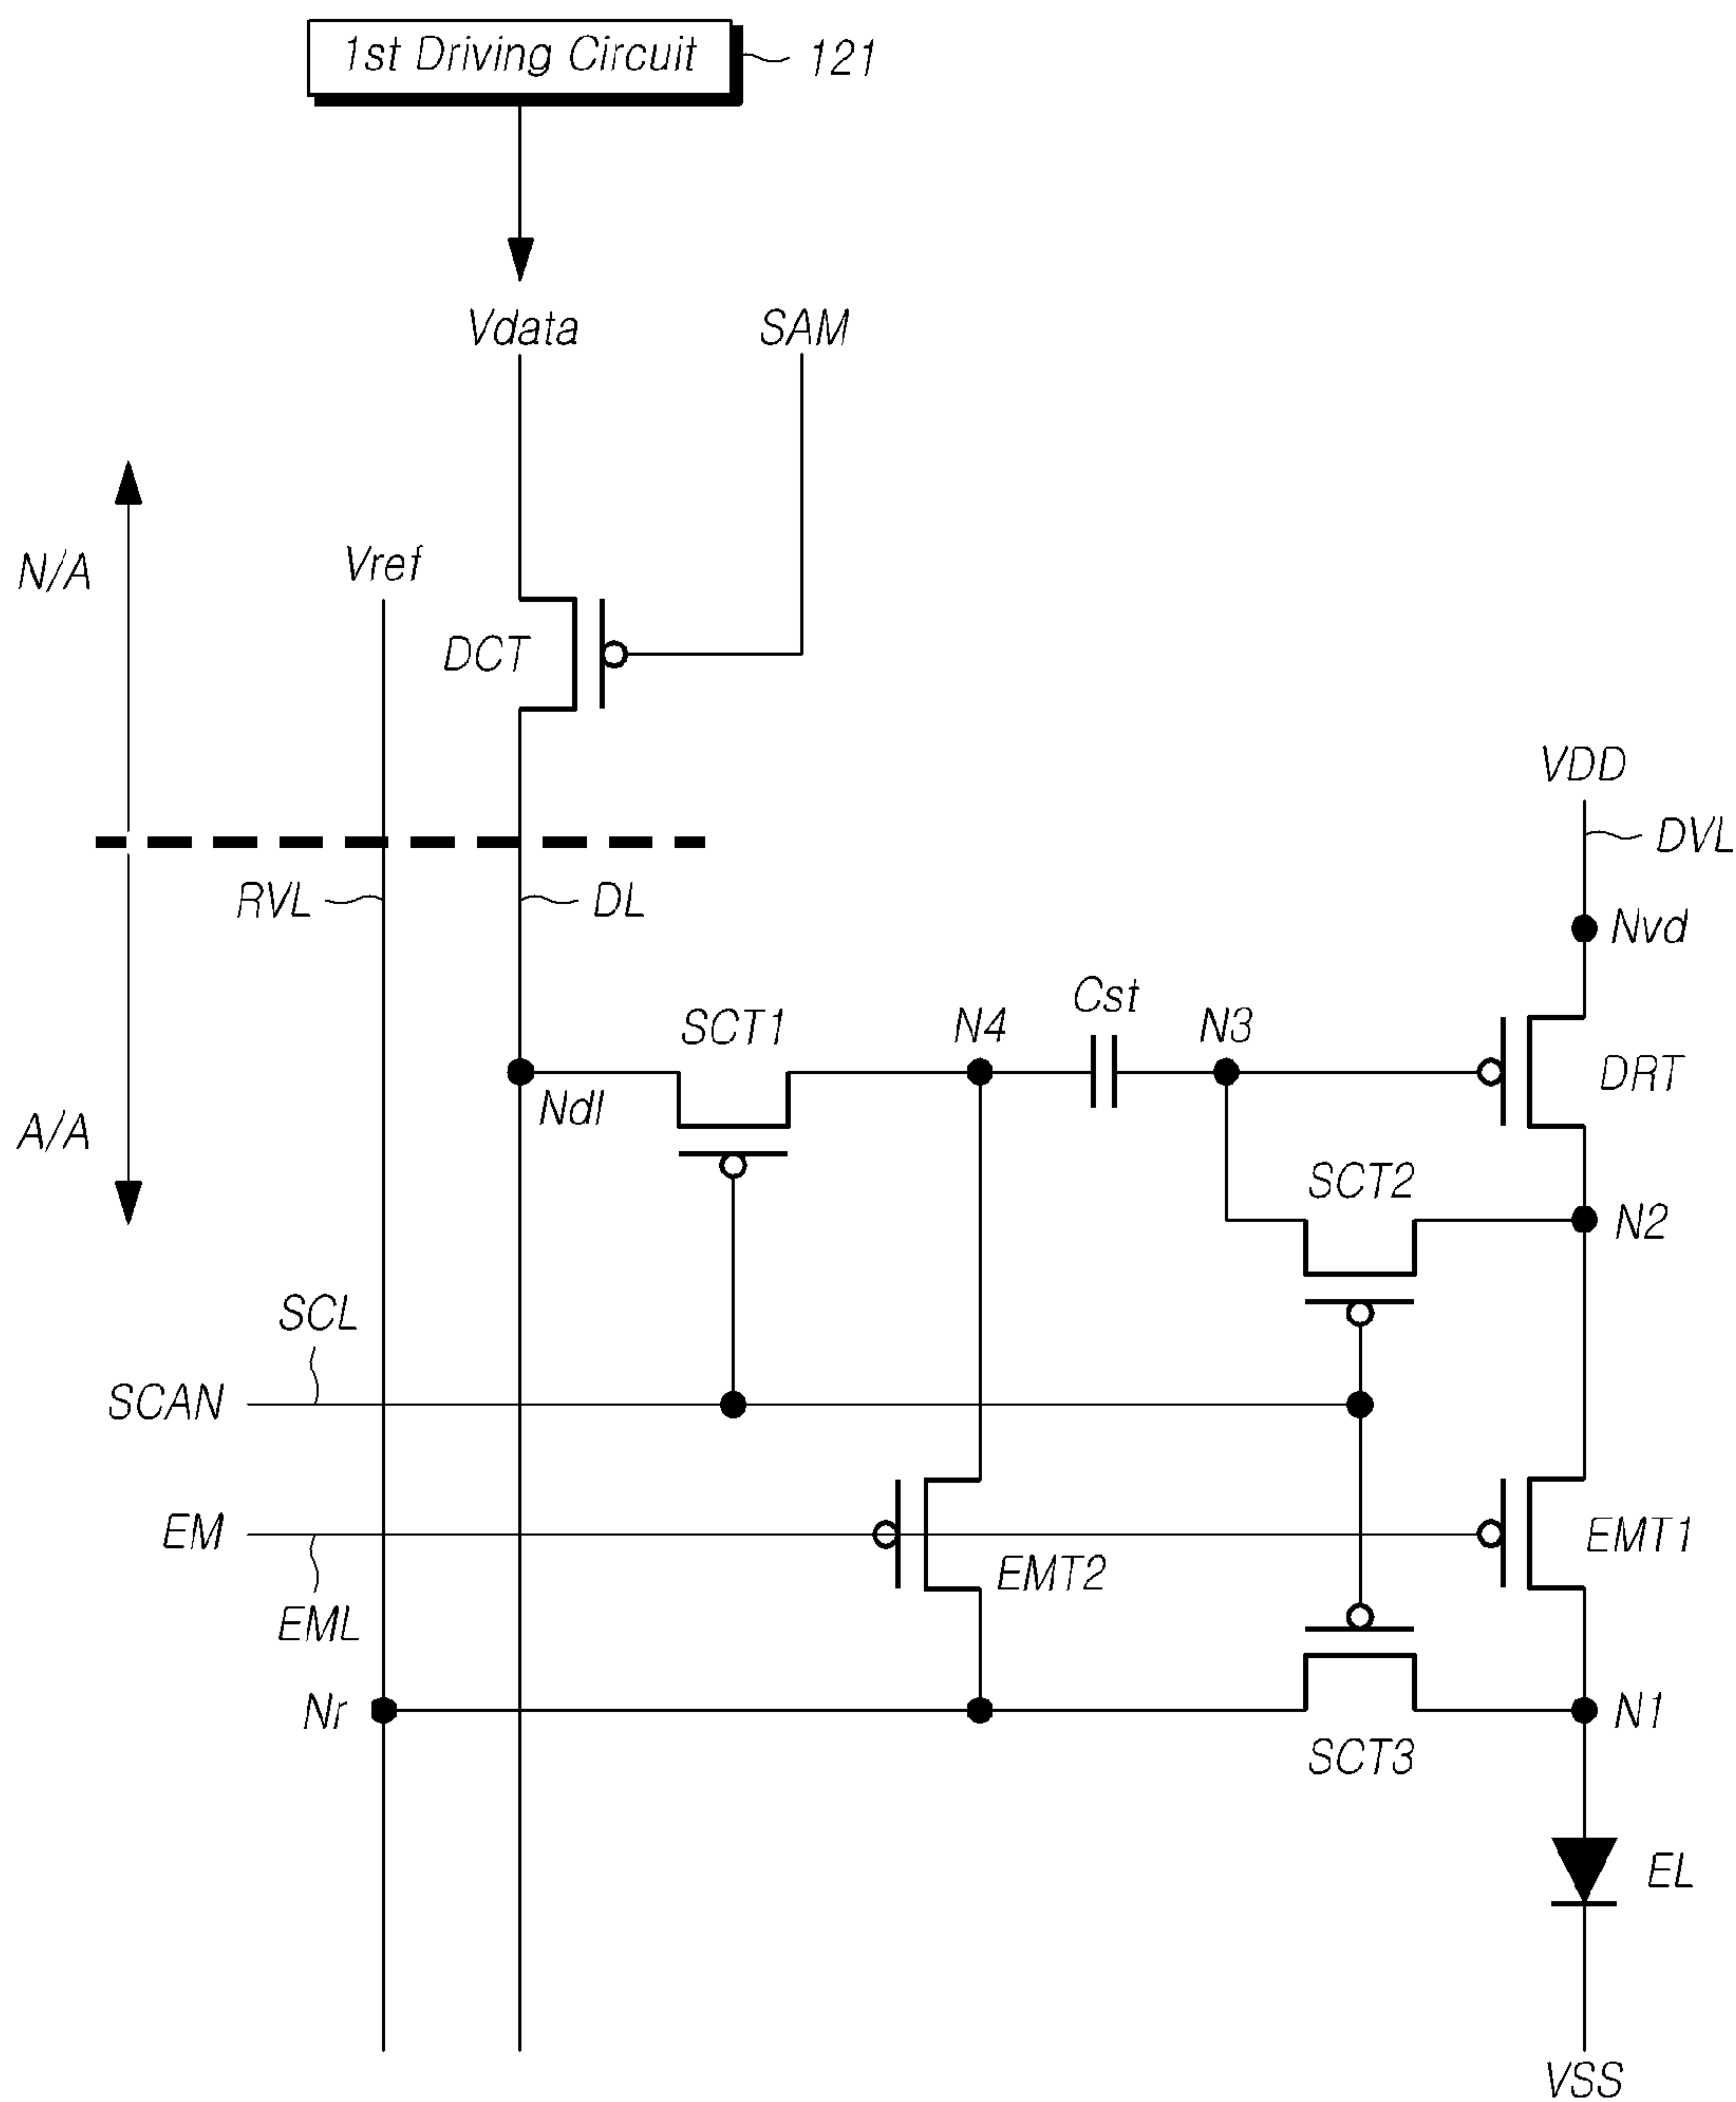 1st Driving Circuit
121
Vdata
SAM
N/A
Vref
DCT
VDD
DVL
RVL
DL
Nvd
Cst
SCT1
N4
N3
DRT
Ndl
A/A
SCT2
N2
SCL
SCAN
EM
EMT1
EMT2
EML
Nr
N1
SCT3
EL
VSS